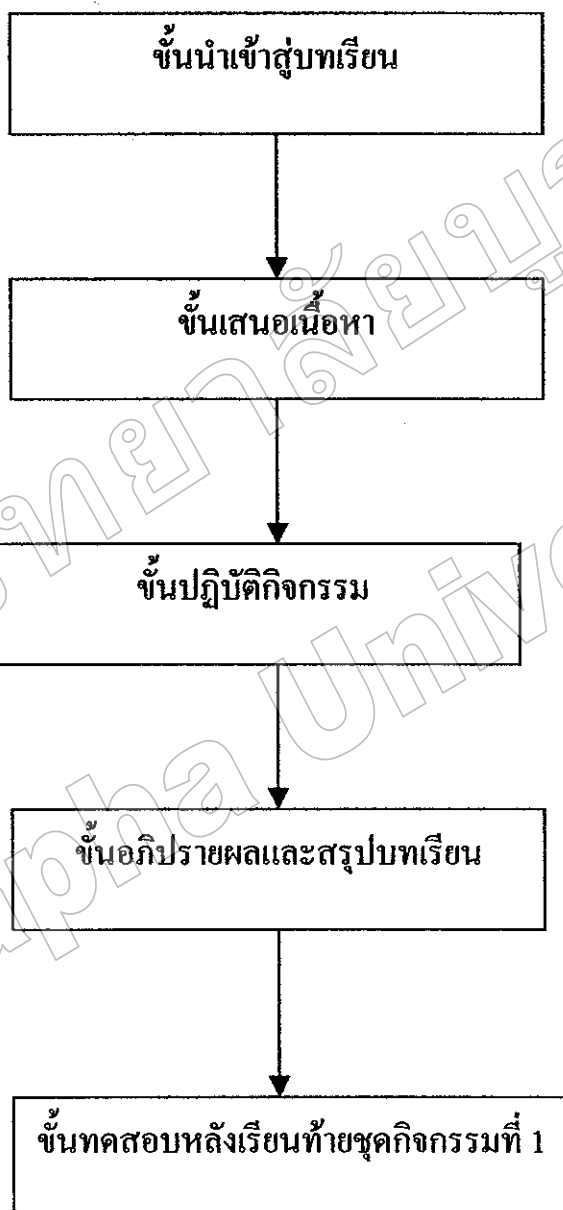 ขั้นนำเข้าสู่บทเรียน
ขั้นเสนอเนื้อหา
ขั้นปฏิบัติกิจกรรม
ขั้นอภิปรายผลและสรุปบทเรียน
ขั้นทดสอบหลังเรียนท้ายชุดกิจกรรมที่ 1